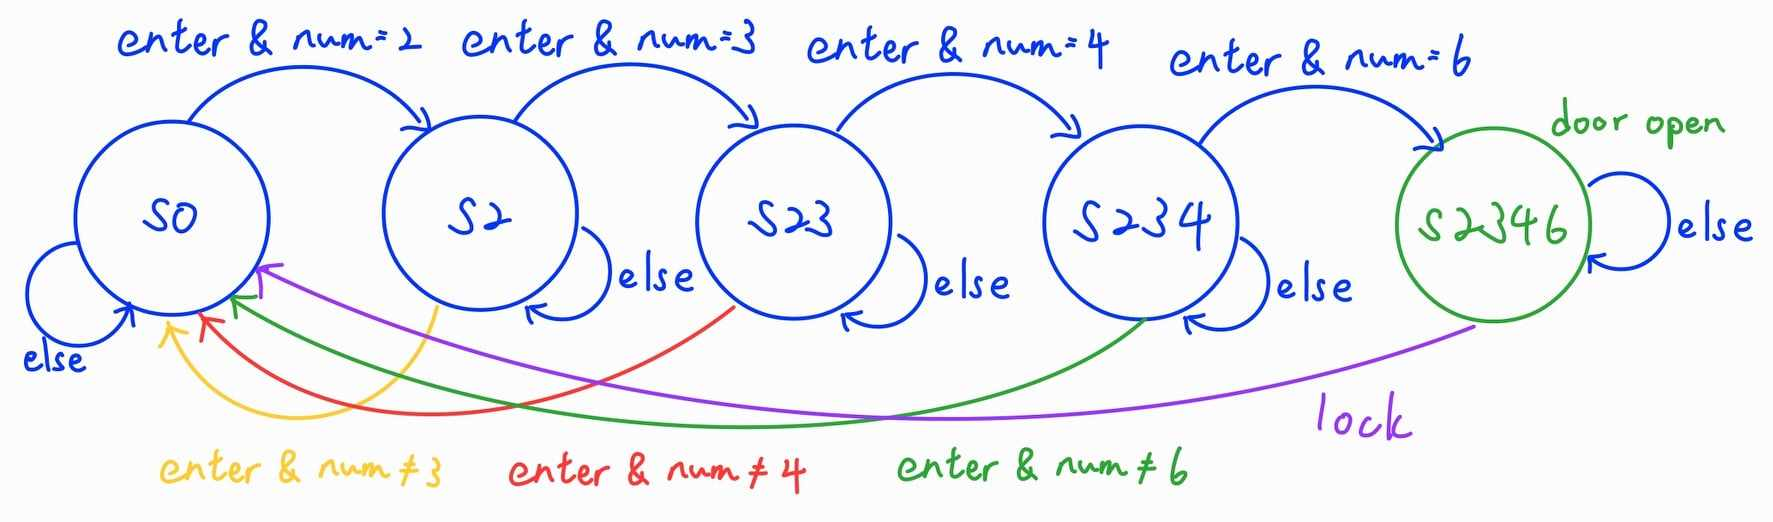 enter & num=2 enter & num=3 enter & num=4 enter & num=6
door open
S0 S2 S23 S234 S2346 else
else else else
else
lock
enter & num≠3 enter & num≠4 enter & num≠6